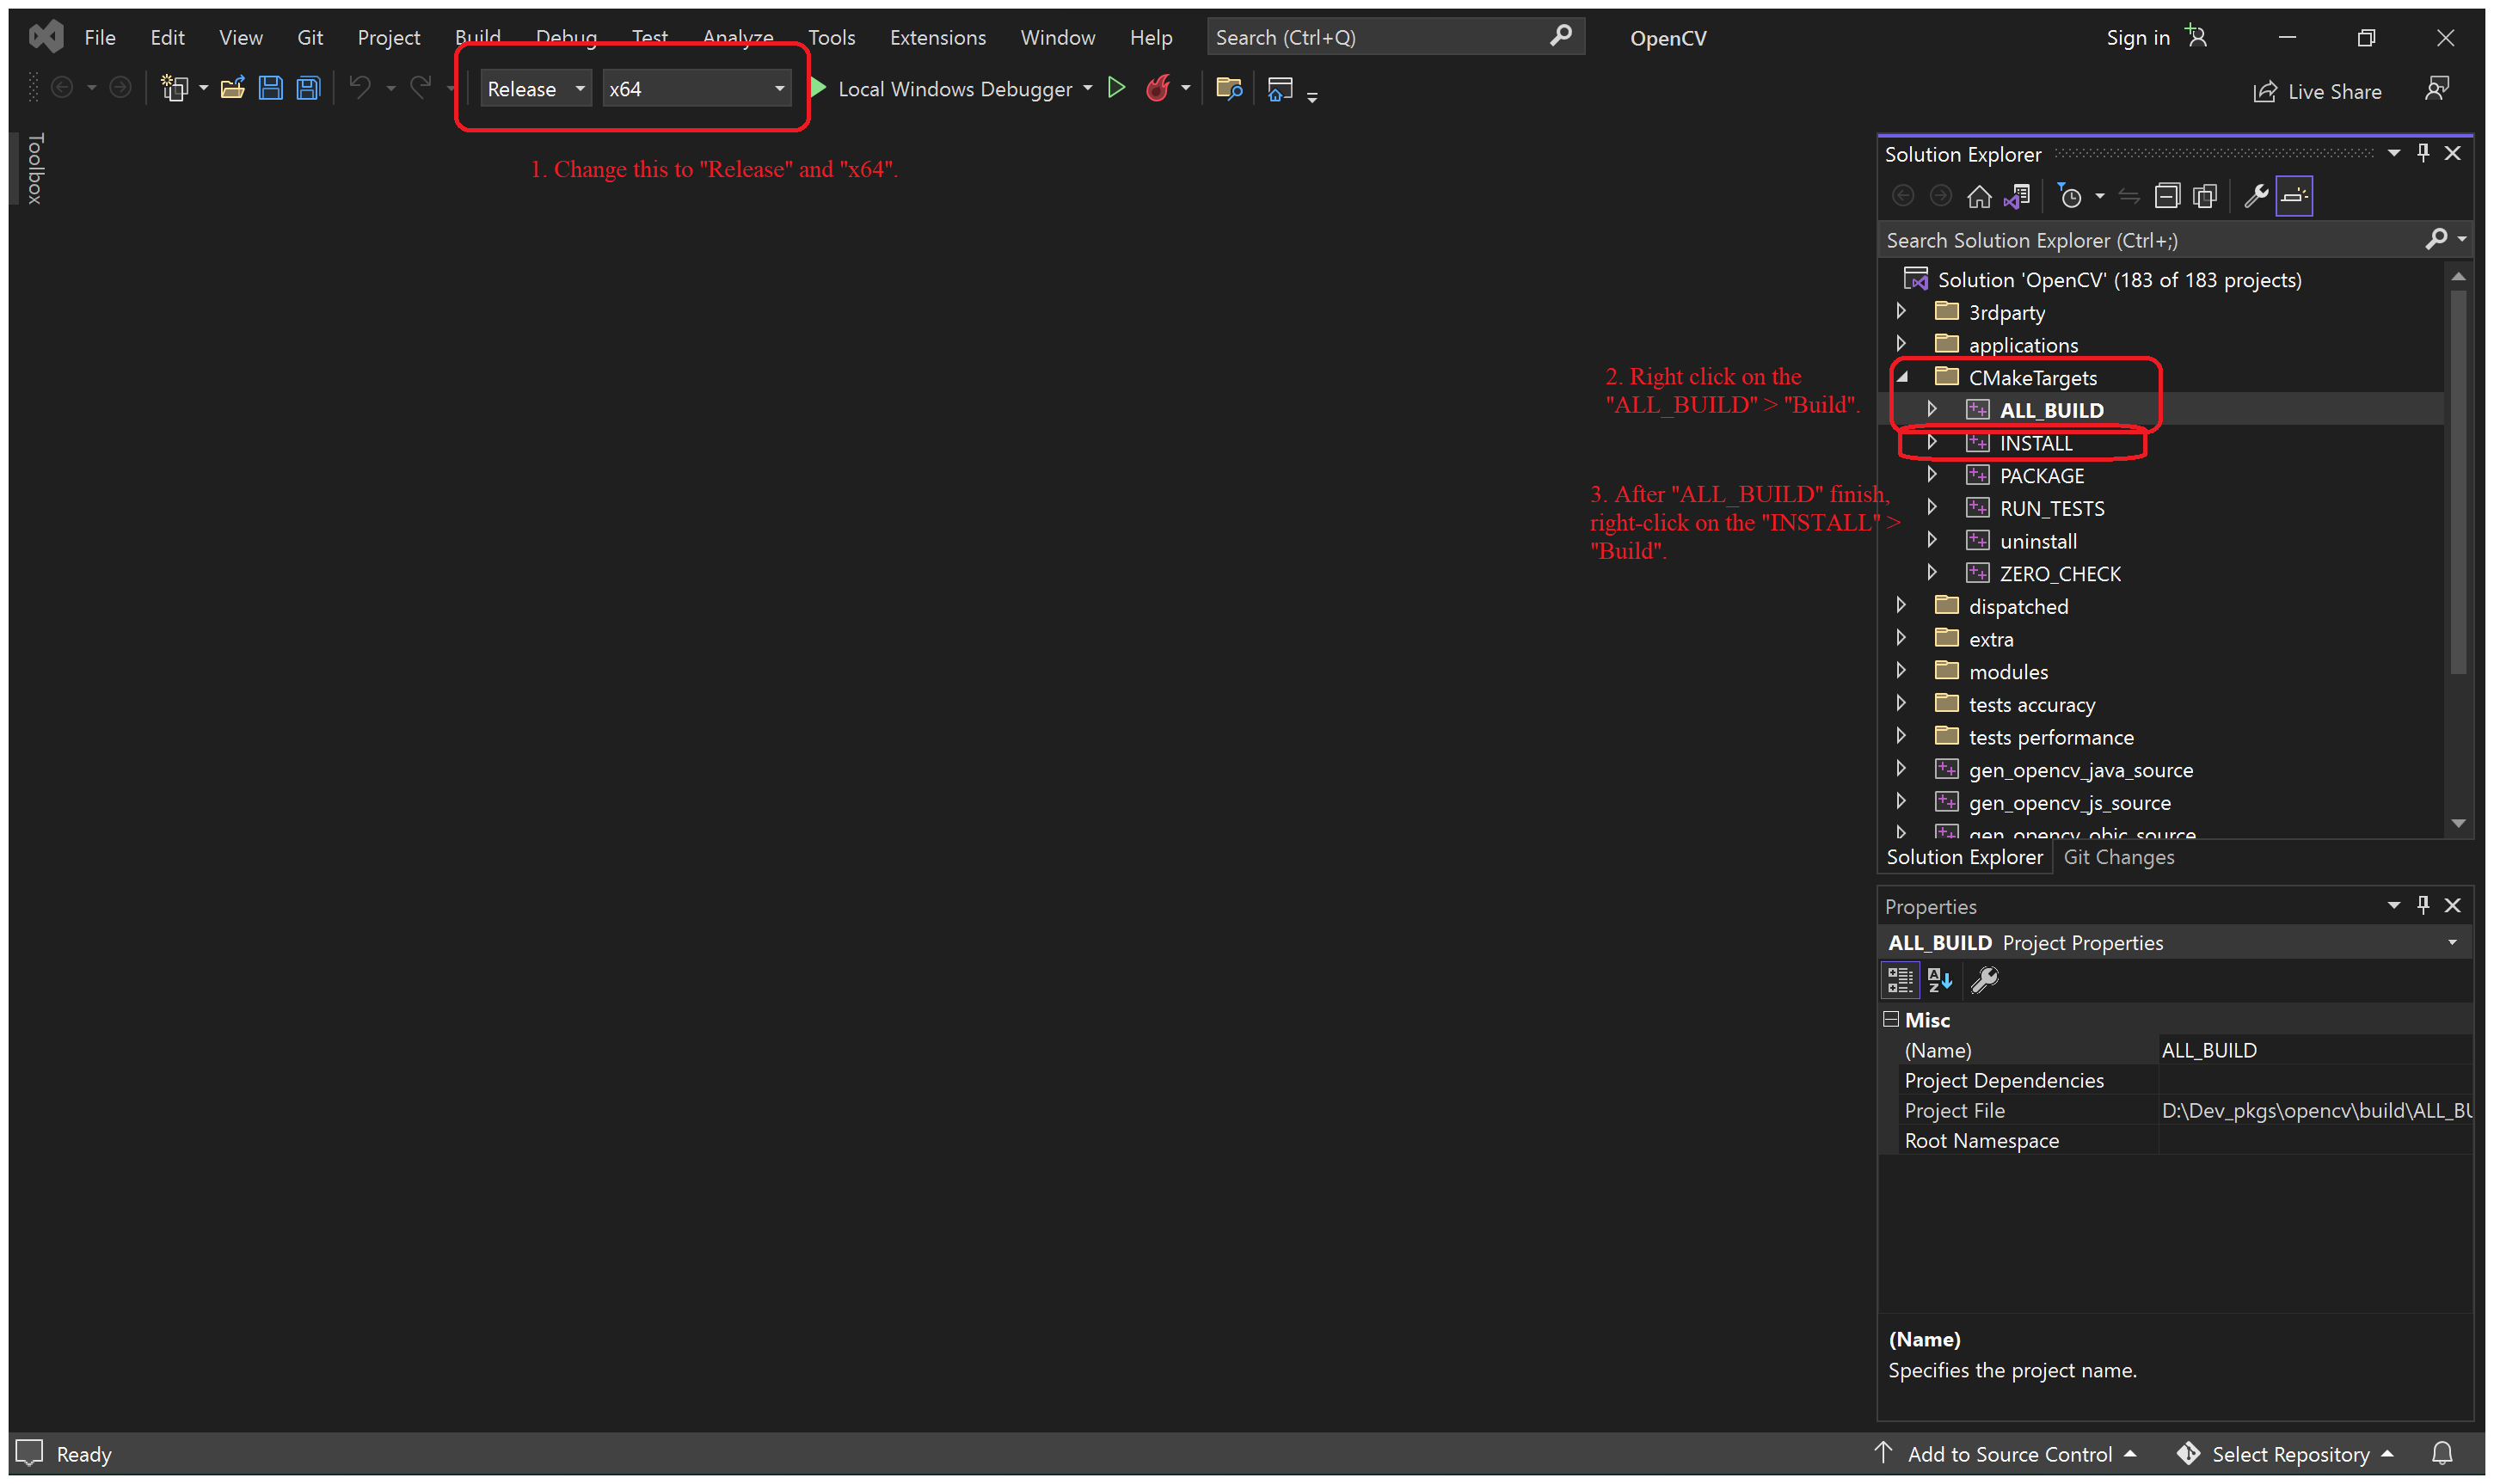 File Edit View Git Project Build Debug Test Analyze Tools Extensions Window Help Search (Ctrl+Q) OpenCV Sign in
Release x64 Local Windows Debugger Live Share
Toolbox
1. Change this to "Release" and "x64".
2. Right click on the
"ALL_BUILD" > "Build".
3. After "ALL_BUILD" finish,
right-click on the "INSTALL" >
"Build".
Solution Explorer
Search Solution Explorer (Ctrl+;)
Solution 'OpenCV' (183 of 183 projects)
3rdparty
applications
CMakeTargets
ALL_BUILD
INSTALL
PACKAGE
RUN_TESTS
uninstall
ZERO_CHECK
dispatched
extra
modules
tests accuracy
tests performance
gen_opencv_java_source
gen_opencv_js_source
gen_opencv_objc_source
Solution Explorer Git Changes
Properties
ALL_BUILD Project Properties
Misc
(Name) ALL_BUILD
Project Dependencies
Project File D:\Dev_pkgs\opencv\build\ALL_BU
Root Namespace
(Name)
Specifies the project name.
Ready Add to Source Control Select Repository